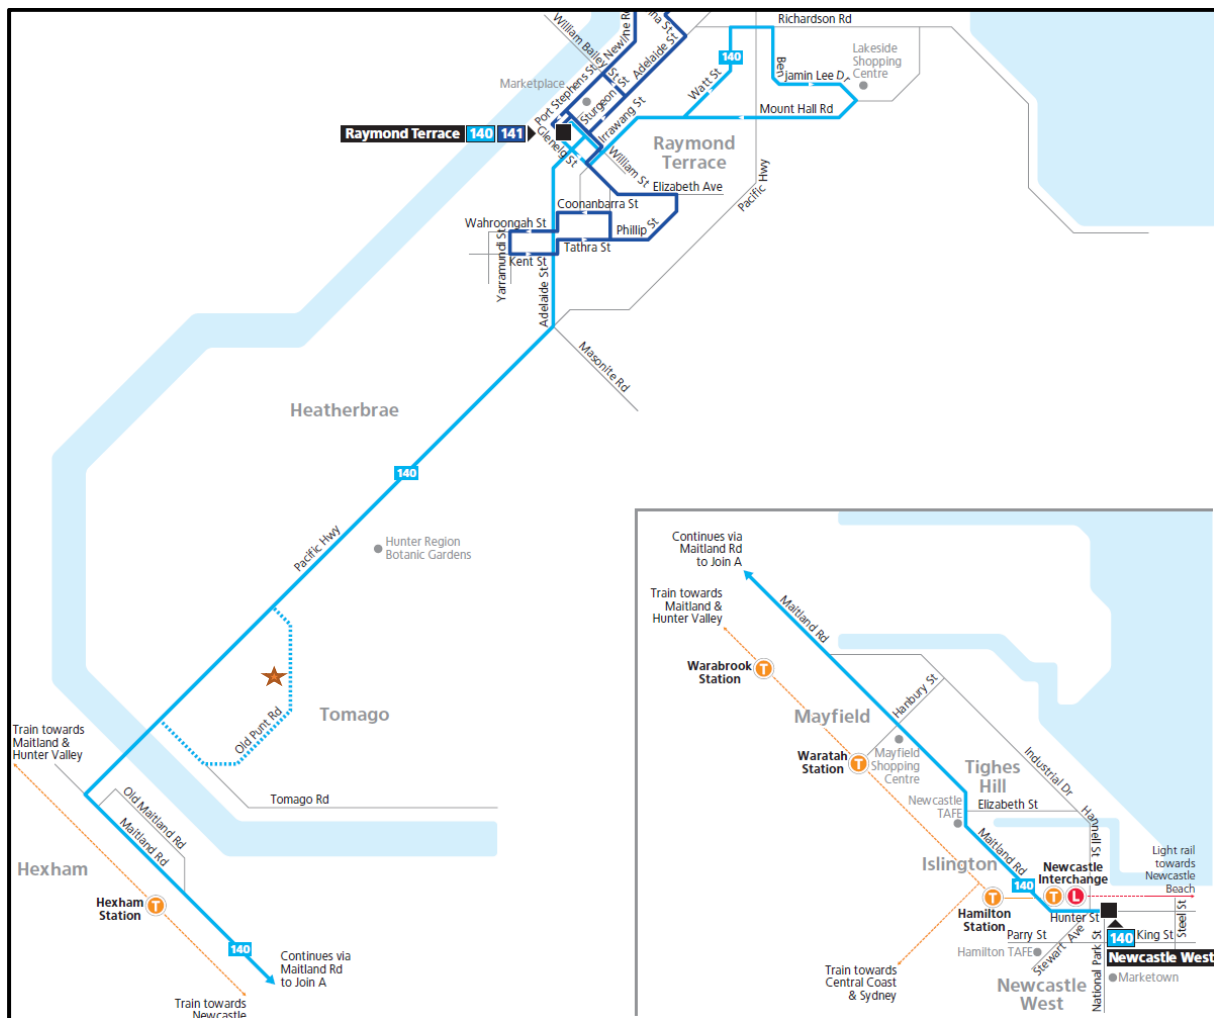 Richardson Rd
William Bailey St
Port Stephens St
Newline Rd
Adelaide St
Sturgeon St
Marketplace
Raymond Terrace 140 141
Glenelg St
Irrawang St
William St
Watt St
140
Benjamin Lee Dr
Lakeside
Shopping
Centre
Mount Hall Rd
Raymond
Terrace
Elizabeth Ave
Pacific Hwy
Coonanbarra St
Wahroongah St
Phillip St
Tathra St
Kent St
Yarramundi St
Adelaide St
Masonite Rd
Heatherbrae
140
Pacific Hwy
Hunter Region
Botanic Gardens
Tomago
Old Punt Rd
Train towards
Maitland &
Hunter Valley
Tomago Rd
Old Maitland Rd
Maitland Rd
Hexham
Hexham
Station
T
140
Continues via
Maitland Rd
to Join A
Train towards
Newcastle
Continues via
Maitland Rd
to Join A
Train towards
Maitland &
Hunter Valley
Maitland Rd
Warabrook
Station
T
Hanbury St
Mayfield
Waratah
Station
T
Mayfield
Shopping
Centre
Industrial Dr
Tighes
Hill
Elizabeth St
Newcastle
TAFE
Hannell St
Maitland Rd
Islington
Newcastle
Interchange
T
L
Light rail
towards
Newcastle
Beach
140
T
Hamilton
Station
Hunter St
Steel St
Parry St
King St
Stewart Ave
National Park St
Hamilton TAFE
140
Newcastle West
Marketown
Newcastle
West
Train towards
Central Coast
& Sydney